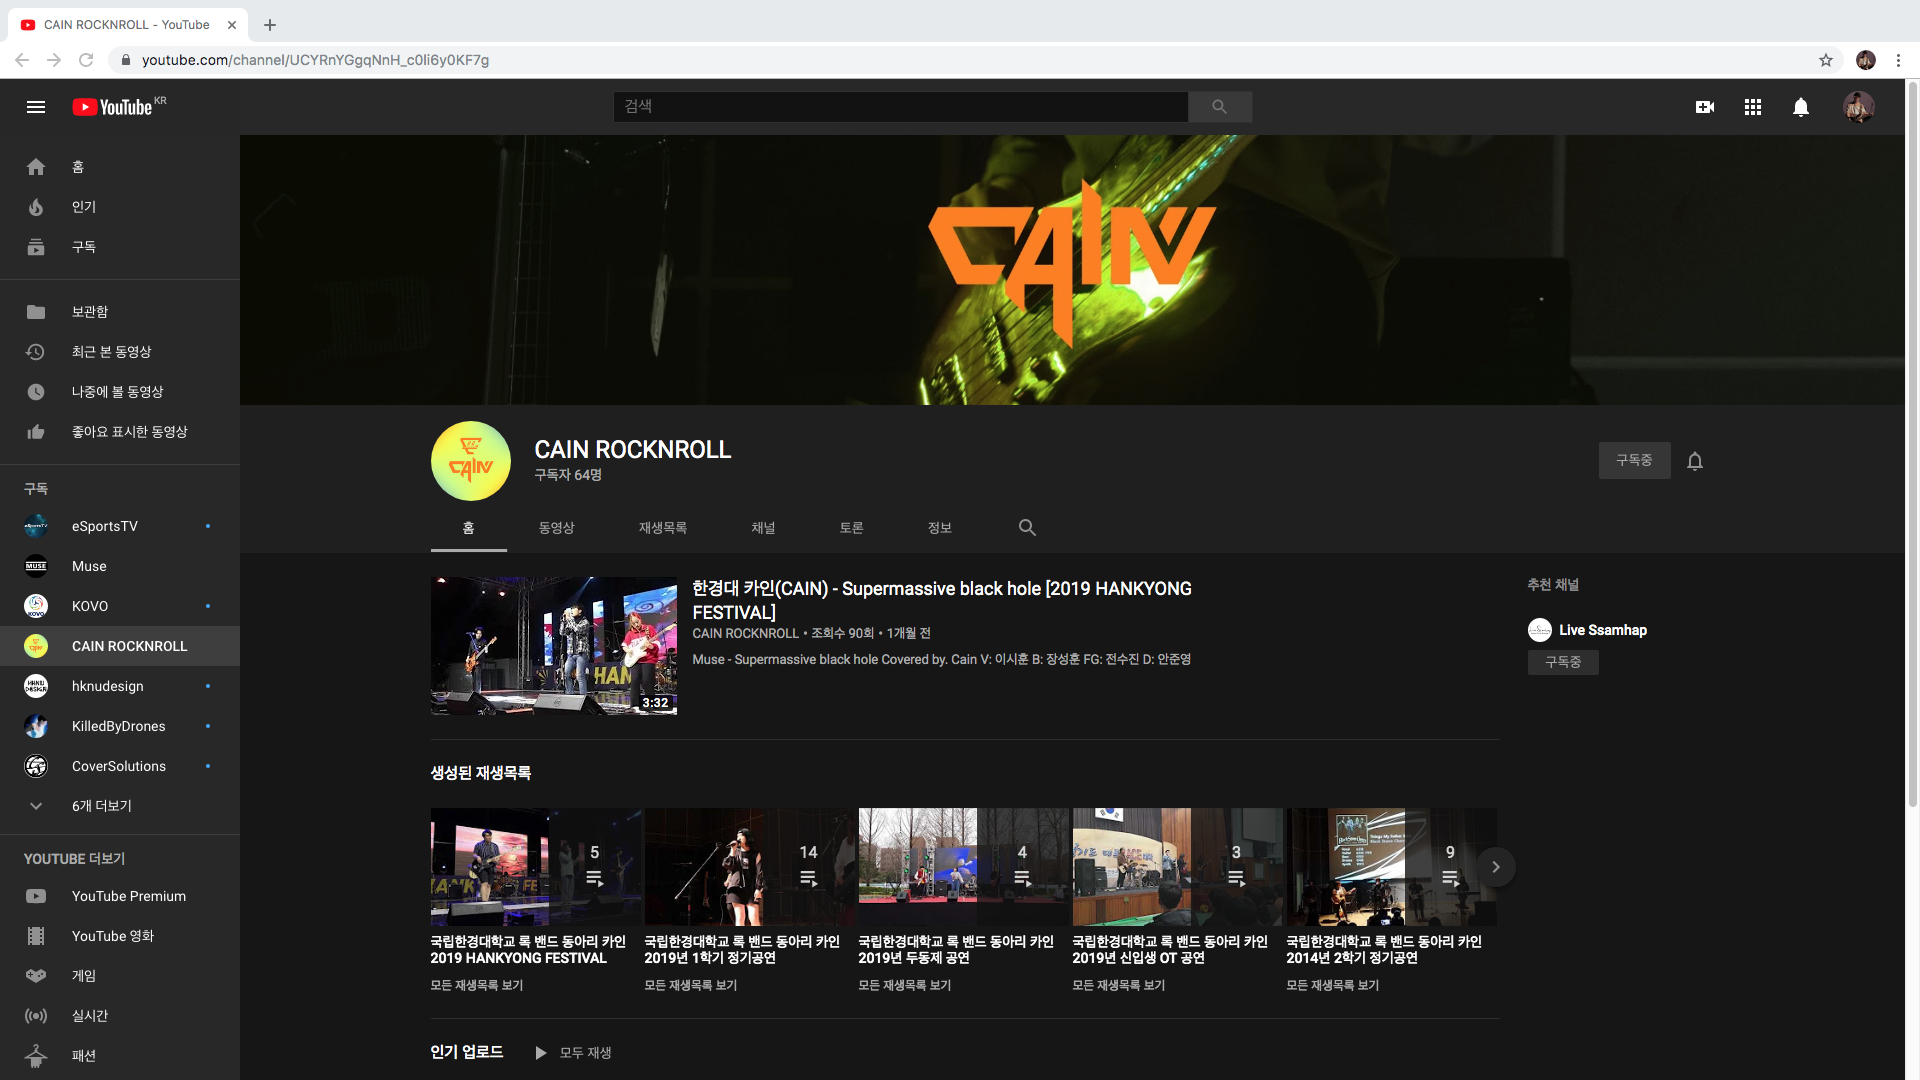 CAIN ROCKNROLL - YouTube
youtube.com/channel/UCYRnYGgqNnH_c0li6y0KF7g
YouTube KR
검색
홈
인기
구독
보관함
최근 본 동영상
나중에 볼 동영상
좋아요 표시한 동영상
구독
eSportsTV
Muse
KOVO
CAIN ROCKNROLL
hknudesign
KilledByDrones
CoverSolutions
6개 더보기
YOUTUBE 더보기
YouTube Premium
YouTube 영화
게임
실시간
패션
CAIN
CAIN
CAIN ROCKNROLL
구독자 64명
구독중
홈
동영상
재생목록
채널
토론
정보
한경대 카인(CAIN) - Supermassive black hole [2019 HANKYONG
FESTIVAL]
CAIN ROCKNROLL • 조회수 90회 • 1개월 전
Muse - Supermassive black hole Covered by. Cain V: 이시훈 B: 장성훈 FG: 전수진 D: 안준영
HAN
3:32
추천 채널
Live Ssamhap
구독중
생성된 재생목록
5
14
4
3
9
국립한경대학교 록 밴드 동아리 카인
2019 HANKYONG FESTIVAL
모든 재생목록 보기
국립한경대학교 록 밴드 동아리 카인
2019년 1학기 정기공연
모든 재생목록 보기
국립한경대학교 록 밴드 동아리 카인
2019년 두동제 공연
모든 재생목록 보기
국립한경대학교 록 밴드 동아리 카인
2019년 신입생 OT 공연
모든 재생목록 보기
국립한경대학교 록 밴드 동아리 카인
2014년 2학기 정기공연
모든 재생목록 보기
인기 업로드
모두 재생